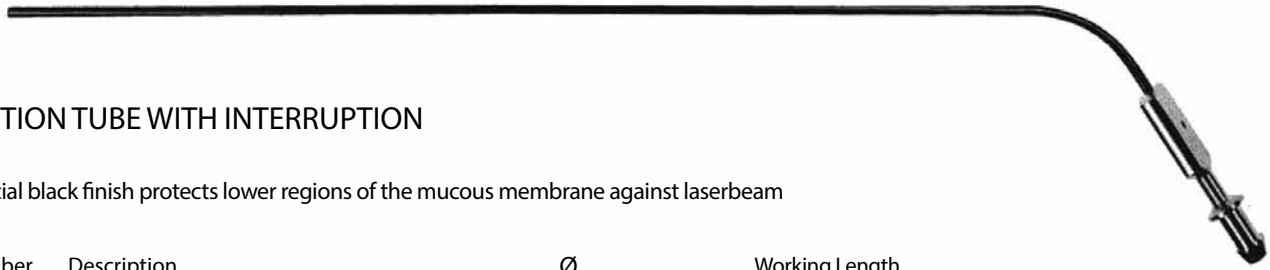 TION TUBE WITH INTERRUPTION
cial black finish protects lower regions of the mucous membrane against laserbeam
ber Description Ø Working Length